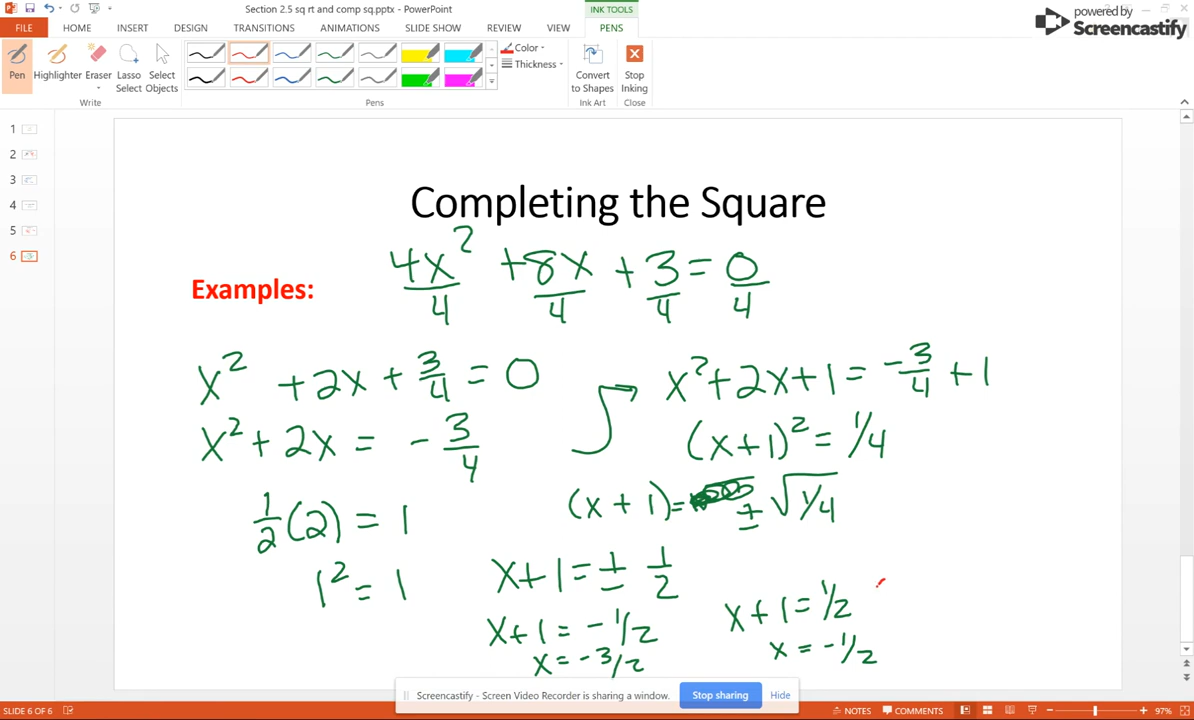 Section 2.5 sq rt and comp sq.pptx - PowerPoint
INK TOOLS
FILE HOME INSERT DESIGN TRANSITIONS ANIMATIONS SLIDE SHOW REVIEW VIEW PENS
powered by
Screencastify
Pen Highlighter Eraser Lasso Select Select Objects
Color
Thickness
Convert to Shapes
Stop Inking
Write
Pens
Ink Art
Close
1
2
3
4
5
6
Completing the Square
Examples:
4x²/4 + 8x/4 + 3/4 = 0/4
x² + 2x + 3/4 = 0
x² + 2x = - 3/4
1/2 (2) = 1
1² = 1
x² + 2x + 1 = - 3/4 + 1
(x + 1)² = 1/4
(x + 1) = ± √1/4
x + 1 = ± 1/2
x + 1 = - 1/2
x = - 3/2
x + 1 = 1/2
x = - 1/2
Screencastify - Screen Video Recorder is sharing a window.
Stop sharing
Hide
SLIDE 6 OF 6
NOTES
COMMENTS
97%